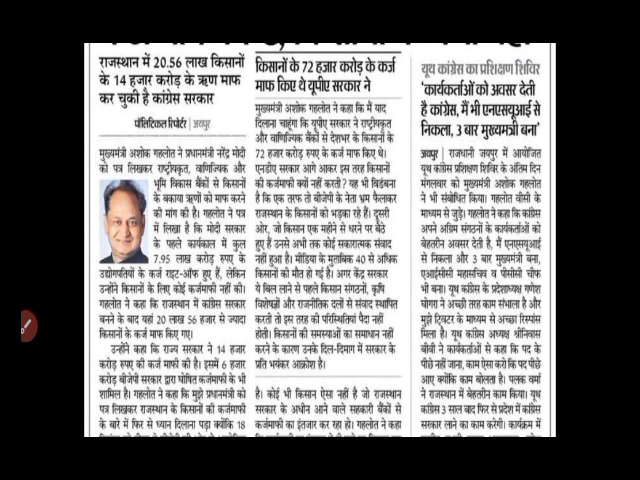 राजस्थान में 20.56 लाख किसानों
के 14 हजार करोड़ के ऋण माफ
कर चुकी है कांग्रेस सरकार
पॉलिटिकल रिपोर्टर | जयपुर
मुख्यमंत्री अशोक गहलोत ने प्रधानमंत्री नरेंद्र मोदी
को पत्र लिखकर राष्ट्रीयकृत, वाणिज्यिक और
भूमि विकास बैंकों से किसानों
के बकाया ऋणों को माफ करने
की मांग की है। गहलोत ने पत्र
में लिखा है कि मोदी सरकार
के पहले कार्यकाल में कुल
7.95 लाख करोड़ रुपए के
उद्योगपतियों के कर्ज राइट-ऑफ हुए हैं, लेकिन
उन्होंने किसानों के लिए कोई कर्जमाफी नहीं की।
गहलोत ने कहा कि राजस्थान में कांग्रेस सरकार
बनने के बाद यहां 20 लाख 56 हजार से ज्यादा
किसानों के कर्ज माफ किए गए।
उन्होंने कहा कि राज्य सरकार ने 14 हजार
करोड़ रुपए की कर्ज माफी की है। इसमें 6 हजार
करोड़ बीजेपी सरकार द्वारा घोषित कर्जमाफी के भी
शामिल है। गहलोत ने कहा कि मुझे प्रधानमंत्री को
पत्र लिखकर राजस्थान के किसानों की कर्जमाफी
के बारे में फिर से ध्यान दिलाना पड़ा क्योंकि 18
किसानों के 72 हजार करोड़ के कर्ज
माफ किए थे यूपीए सरकार ने
मुख्यमंत्री अशोक गहलोत ने कहा कि मैं याद
दिलाना चाहूंगा कि यूपीए सरकार ने राष्ट्रीयकृत
और वाणिज्यिक बैंकों से देशभर के किसानों के
72 हजार करोड़ रुपए के कर्ज माफ किए थे।
एनडीए सरकार आगे आकर इस तरह किसानों
की कर्जमाफी क्यों नहीं करती? यह भी विडंबना
है कि एक तरफ तो बीजेपी के नेता भ्रम फैलाकर
राजस्थान के किसानों को भड़का रहे हैं। दूसरी
ओर, जो किसान एक महीने से धरने पर बैठे
हुए हैं उनसे अभी तक कोई सकारात्मक संवाद
नहीं हुआ है। मीडिया के मुताबिक 40 से अधिक
किसानों की मौत हो गई है। अगर केंद्र सरकार
ये बिल लाने से पहले किसान संगठनों, कृषि
विशेषज्ञों और राजनीतिक दलों से संवाद स्थापित
करती तो इस तरह की परिस्थितियां पैदा नहीं
होती। किसानों की समस्याओं का समाधान नहीं
करने के कारण उनके दिल-दिमाग में सरकार के
प्रति भयंकर आक्रोश है।
है। कोई भी किसान ऐसा नहीं है जो राजस्थान
सरकार के अधीन आने वाले सहकारी बैंकों से
कर्जमाफी का इंतजार कर रहा हो। गहलोत ने कहा
यूथ कांग्रेस का प्रशिक्षण शिविर
'कार्यकर्ताओं को अवसर देती
है कांग्रेस, मैं भी एनएसयूआई से
निकला, 3 बार मुख्यमंत्री बना'
जयपुर | राजधानी जयपुर में आयोजित
यूथ कांग्रेस प्रशिक्षण शिविर के अंतिम दिन
मंगलवार को मुख्यमंत्री अशोक गहलोत
ने भी संबोधित किया। गहलोत वीसी के
माध्यम से जुड़े। गहलोत ने कहा कि कांग्रेस
अपने अग्रिम संगठन के कार्यकर्ताओं को
बेहतरीन अवसर देती है, मैं एनएसयूआई
से निकला और 3 बार मुख्यमंत्री बना,
एआईसीसी महासचिव व पीसीसी चीफ
भी बना। यूथ कांग्रेस के प्रदेशाध्यक्ष गणेश
घोगरा ने अच्छी तरह काम संभाला है और
मुझे ट्विटर के माध्यम से अच्छा रिस्पांस
मिला है। यूथ कांग्रेस अध्यक्ष श्रीनिवास
बीवी ने कार्यकर्ताओं से कहा कि पद के
पीछे नहीं जाना, काम ऐसा करो कि पद पीछे
आए क्योंकि काम बोलता है। पलक वर्मा
ने राजस्थान में बेहतरीन काम किया। यूथ
कांग्रेस 3 साल बाद फिर से प्रदेश में कांग्रेस
सरकार लाने का काम करेगी। कार्यक्रम में